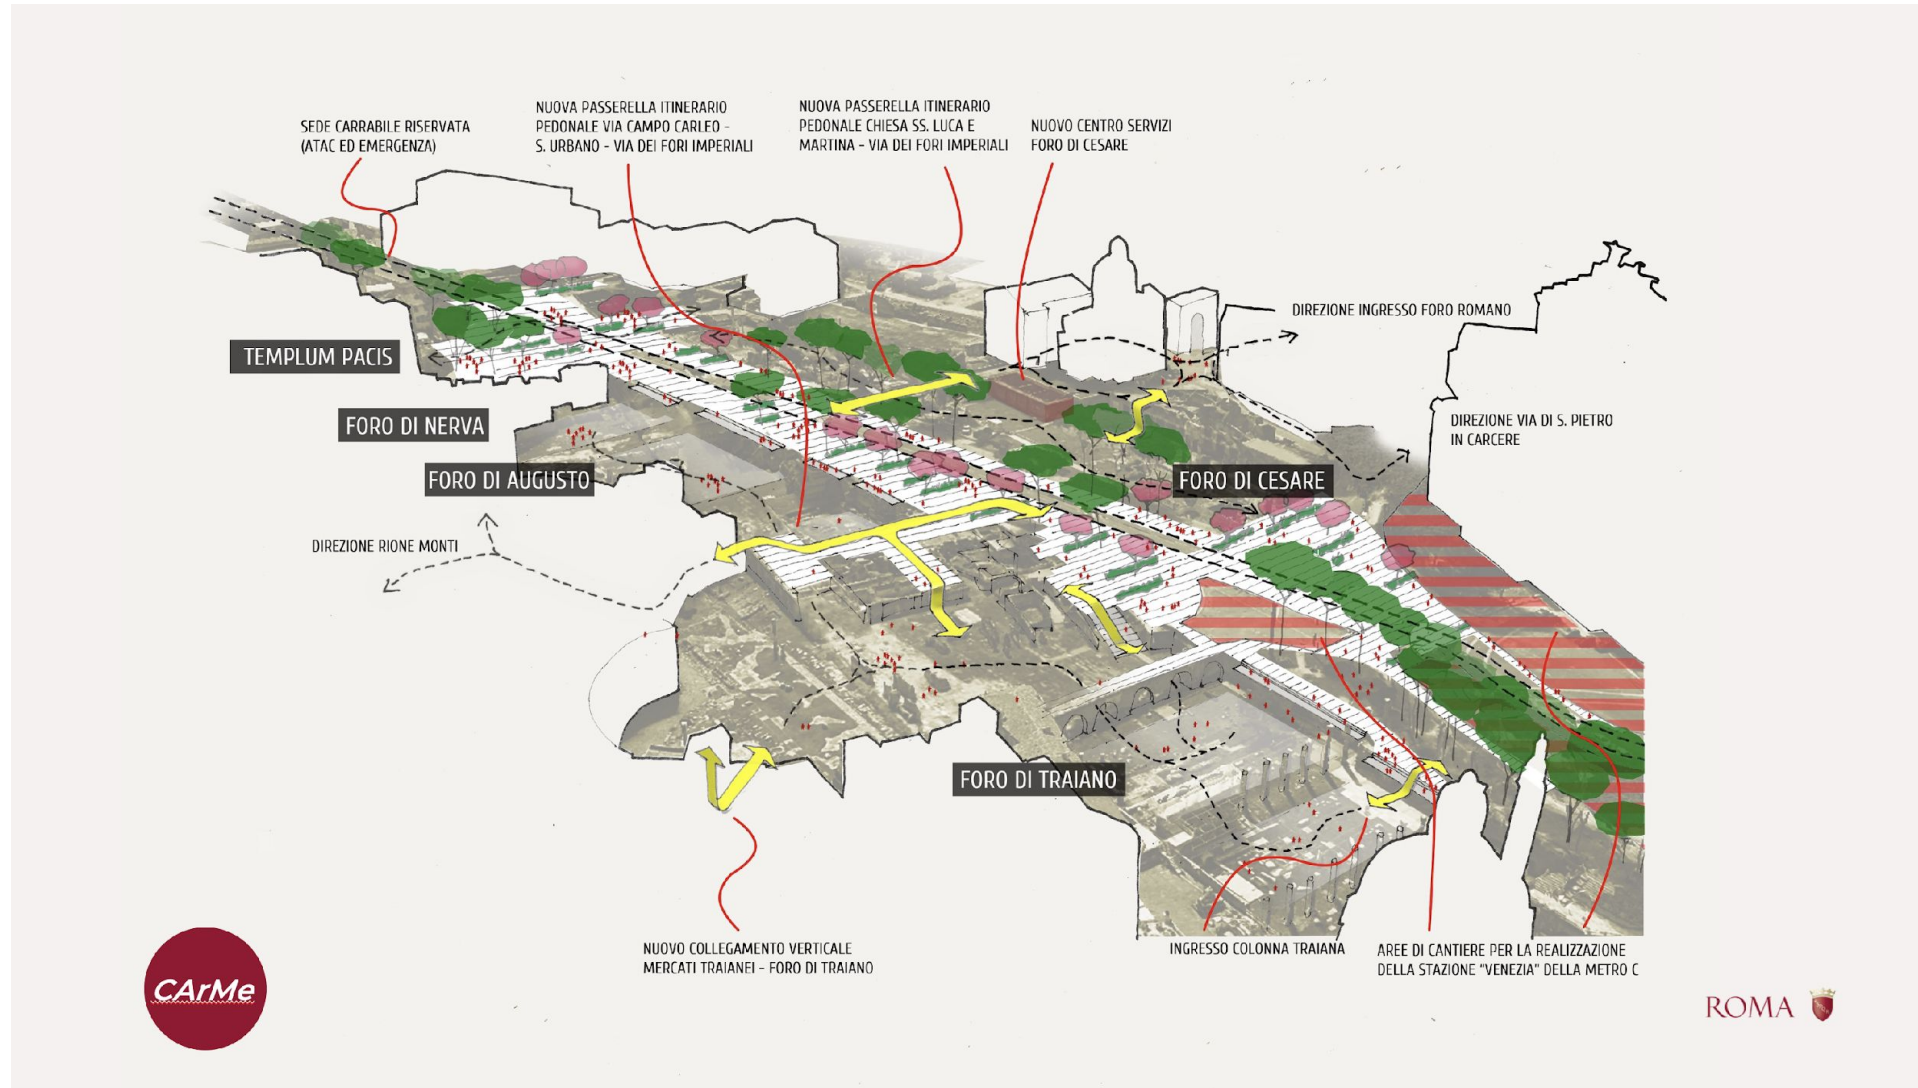 SEDE CARRABILE RISERVATA
(ATAC ED EMERGENZA)
NUOVA PASSERELLA ITINERARIO
PEDONALE VIA CAMPO CARLEO -
S. URBANO - VIA DEI FORI IMPERIALI
NUOVA PASSERELLA ITINERARIO
PEDONALE CHIESA SS. LUCA E
MARTINA - VIA DEI FORI IMPERIALI
NUOVO CENTRO SERVIZI
FORO DI CESARE
DIREZIONE INGRESSO FORO ROMANO
TEMPLUM PACIS
FORO DI NERVA
DIREZIONE VIA DI S. PIETRO
IN CARCERE
FORO DI AUGUSTO
FORO DI CESARE
DIREZIONE RIONE MONTI
FORO DI TRAIANO
NUOVO COLLEGAMENTO VERTICALE
MERCATI TRAIANEI - FORO DI TRAIANO
INGRESSO COLONNA TRAIANA
AREE DI CANTIERE PER LA REALIZZAZIONE
DELLA STAZIONE "VENEZIA" DELLA METRO C
CArMe
ROMA